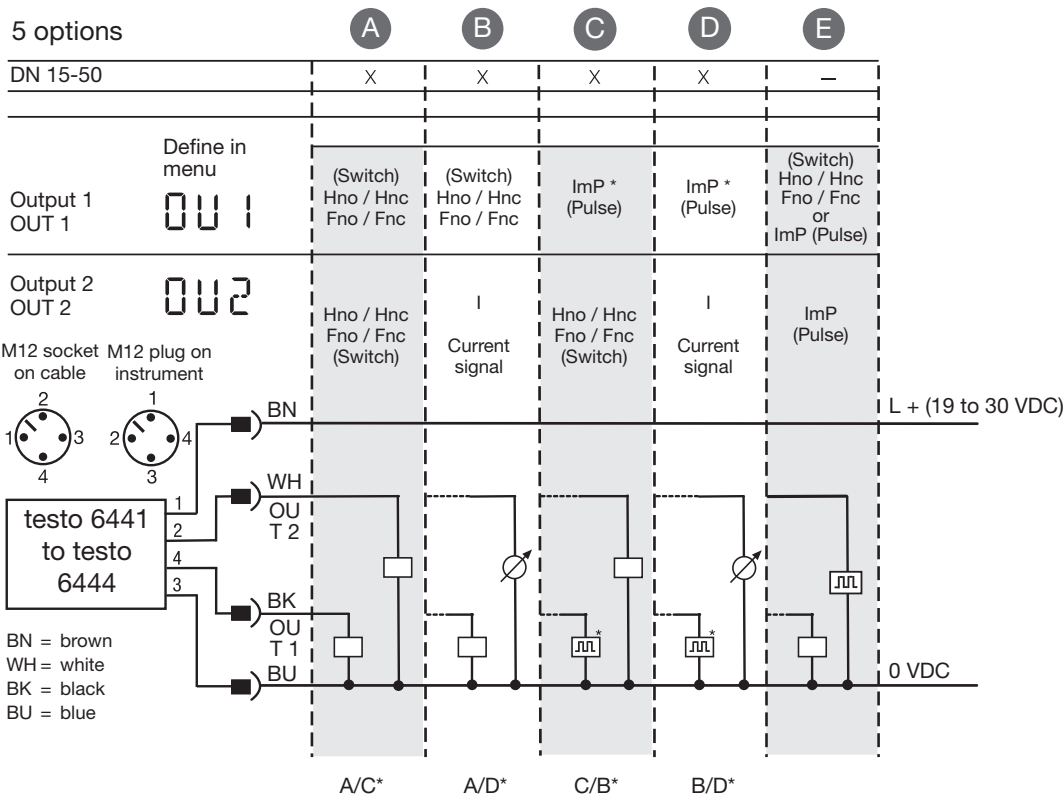 5 options
A B C D E
DN 15-50 X X X X –
Define in
menu
Output 1
OUT 1
OU1
(Switch)
Hno / Hnc
Fno / Fnc
(Switch)
Hno / Hnc
Fno / Fnc
ImP *
(Pulse)
ImP *
(Pulse)
(Switch)
Hno / Hnc
Fno / Fnc
or
ImP (Pulse)
Output 2
OUT 2
OU2
Hno / Hnc
Fno / Fnc
(Switch)
I
Current
signal
Hno / Hnc
Fno / Fnc
(Switch)
I
Current
signal
ImP
(Pulse)
M12 socket
on cable
M12 plug on
instrument
2
1 3
4
1
2 4
3
BN
L + (19 to 30 VDC)
WH
OU
T 2
testo 6441
to testo
6444
1
2
4
3
BK
OU
T 1
*
*
BU
0 VDC
BN = brown
WH = white
BK = black
BU = blue
A/C* A/D* C/B* B/D*